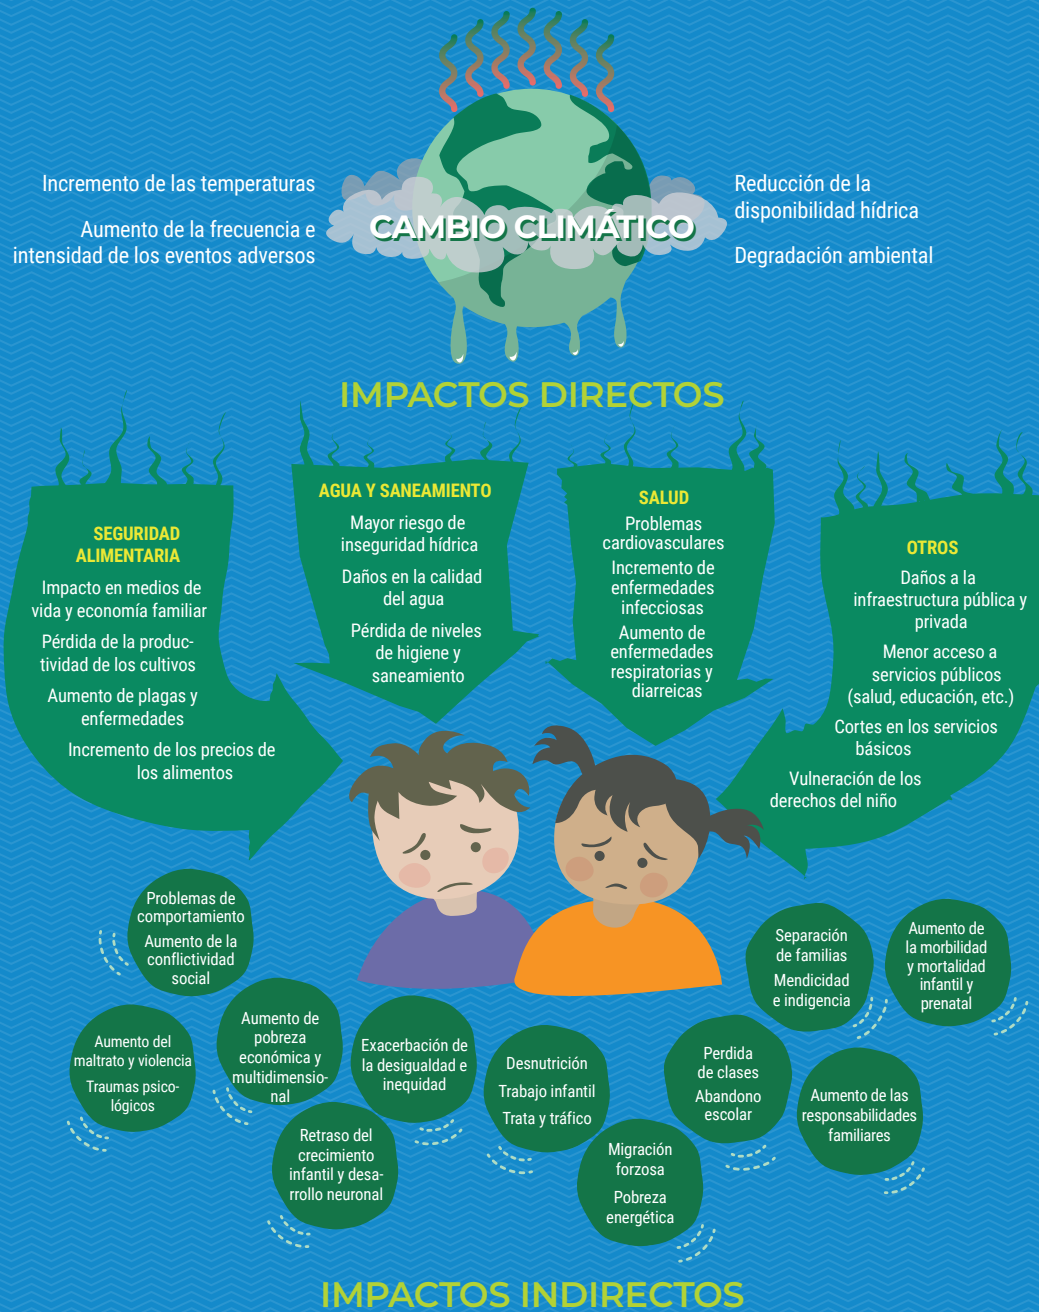 Incremento de las temperaturas
Aumento de la frecuencia e
intensidad de los eventos adversos
CAMBIO CLIMÁTICO
Reducción de la
disponibilidad hídrica
Degradación ambiental
IMPACTOS DIRECTOS
SEGURIDAD
ALIMENTARIA
Impacto en medios de
vida y economía familiar
Pérdida de la produc-
tividad de los cultivos
Aumento de plagas y
enfermedades
Incremento de los precios de
los alimentos
AGUA Y SANEAMIENTO
Mayor riesgo de
inseguridad hídrica
Daños en la calidad
del agua
Pérdida de niveles
de higiene y
saneamiento
SALUD
Problemas
cardiovasculares
Incremento de
enfermedades
infecciosas
Aumento de
enfermedades
respiratorias y
diarreicas
OTROS
Daños a la
infraestructura pública y
privada
Menor acceso a
servicios públicos
(salud, educación, etc.)
Cortes en los servicios
básicos
Vulneración de los
derechos del niño
Problemas de
comportamiento
Aumento de la
conflictividad
social
Aumento del
maltrato y violencia
Traumas psico-
lógicos
Aumento de
pobreza
económica y
multidimensio-
nal
Retraso del
crecimiento
infantil y desa-
rrollo neuronal
Exacerbación de
la desigualdad e
inequidad
Desnutrición
Trabajo infantil
Trata y tráfico
Migración
forzosa
Pobreza
energética
Perdida
de clases
Abandono
escolar
Separación
de familias
Mendicidad
e indigencia
Aumento de las
responsabilidades
familiares
Aumento de
la morbilidad
y mortalidad
infantil y
prenatal
IMPACTOS INDIRECTOS